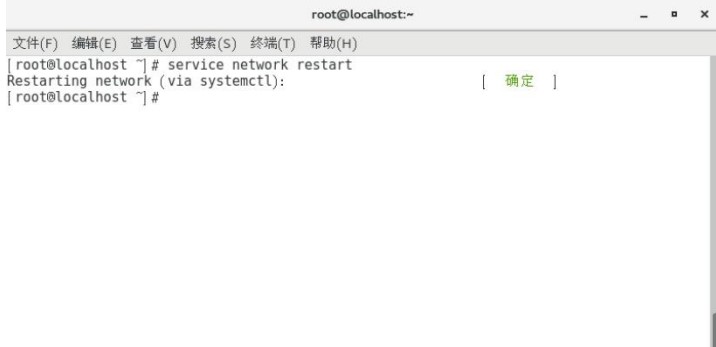 root@localhost:~
文件(F) 编辑(E) 查看(V) 搜索(S) 终端(T) 帮助(H)
[root@localhost ~]# service network restart
Restarting network (via systemctl): [ 确定 ]
[root@localhost ~]#